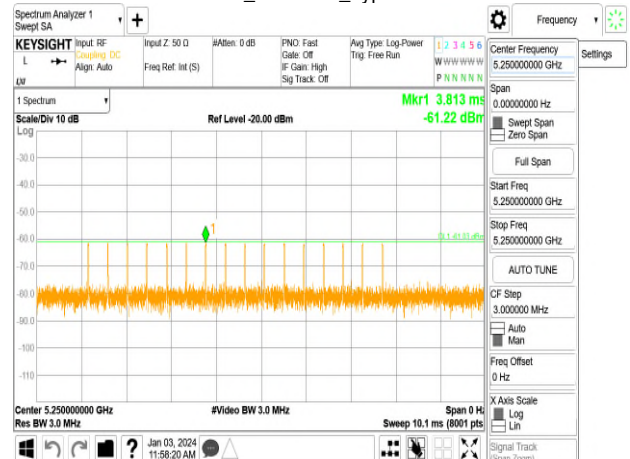 Spectrum Analyzer 1
Swept SA
Frequency
KEYSIGHT
Input: RF
Coupling: DC
Align: Auto
Input Z: 50 Ω
Freq Ref: Int (S)
#Atten: 0 dB
PNO: Fast
Gate: Off
IF Gain: High
Sig Track: Off
Avg Type: Log-Power
Trig: Free Run
1 2 3 4 5 6
W W W W W W
P N N N N N
L
LXI
1 Spectrum
Scale/Div 10 dB
Log
Ref Level -20.00 dBm
Mkr1 3.813 ms
-61.22 dBm
-30.0
-40.0
-50.0
-60.0
-70.0
-80.0
-90.0
-100
-110
1
Center 5.250000000 GHz
Res BW 3.0 MHz
#Video BW 3.0 MHz
Span 0 Hz
Sweep 10.1 ms (8001 pts)
Jan 03, 2024
11:58:20 AM
Center Frequency
5.250000000 GHz
Settings
Span
0.00000000 Hz
Swept Span
Zero Span
Full Span
Start Freq
5.250000000 GHz
Stop Freq
5.250000000 GHz
AUTO TUNE
CF Step
3.000000 MHz
Auto
Man
Freq Offset
0 Hz
X Axis Scale
Log
Lin
Signal Track
(Span Zoom)